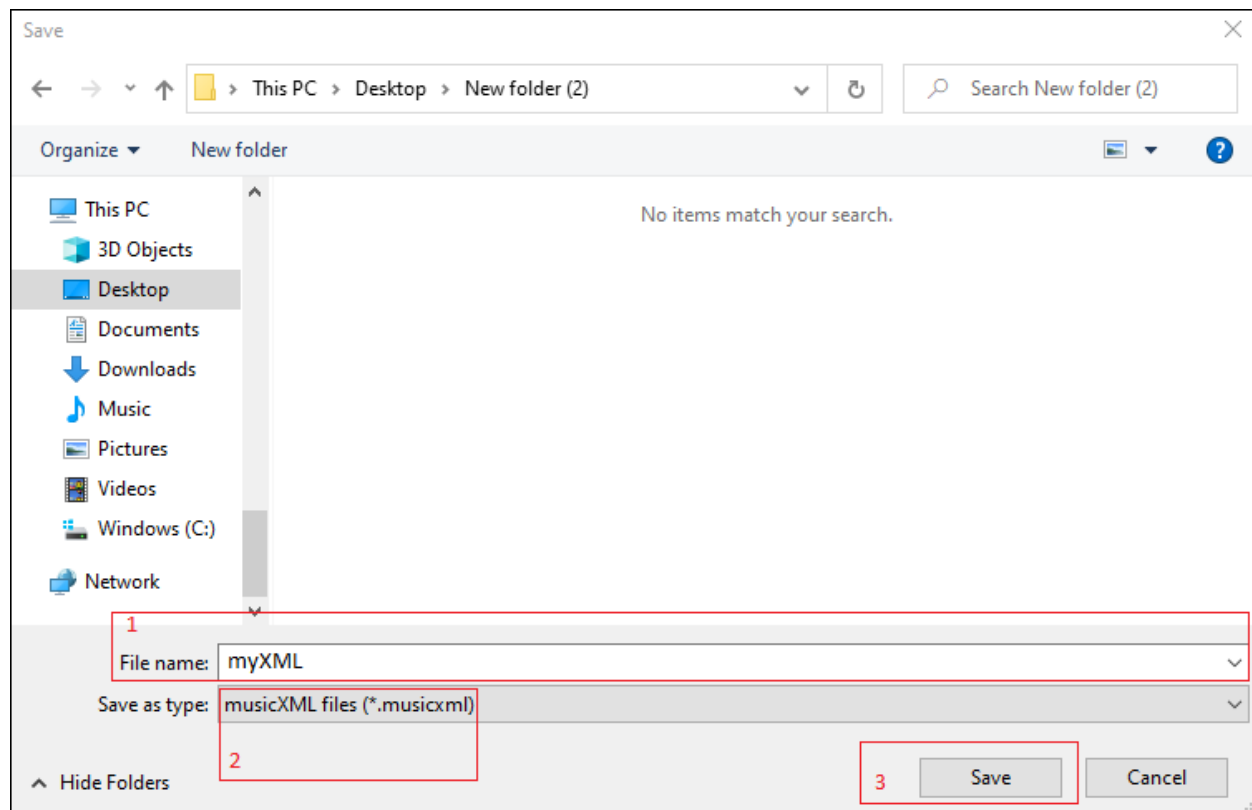 Save
This PC > Desktop > New folder (2)
Search New folder (2)
Organize
New folder
?
This PC
3D Objects
Desktop
Documents
Downloads
Music
Pictures
Videos
Windows (C:)
Network
No items match your search.
1
File name: myXML
Save as type: musicXML files (*.musicxml)
2
Hide Folders
3
Save
Cancel